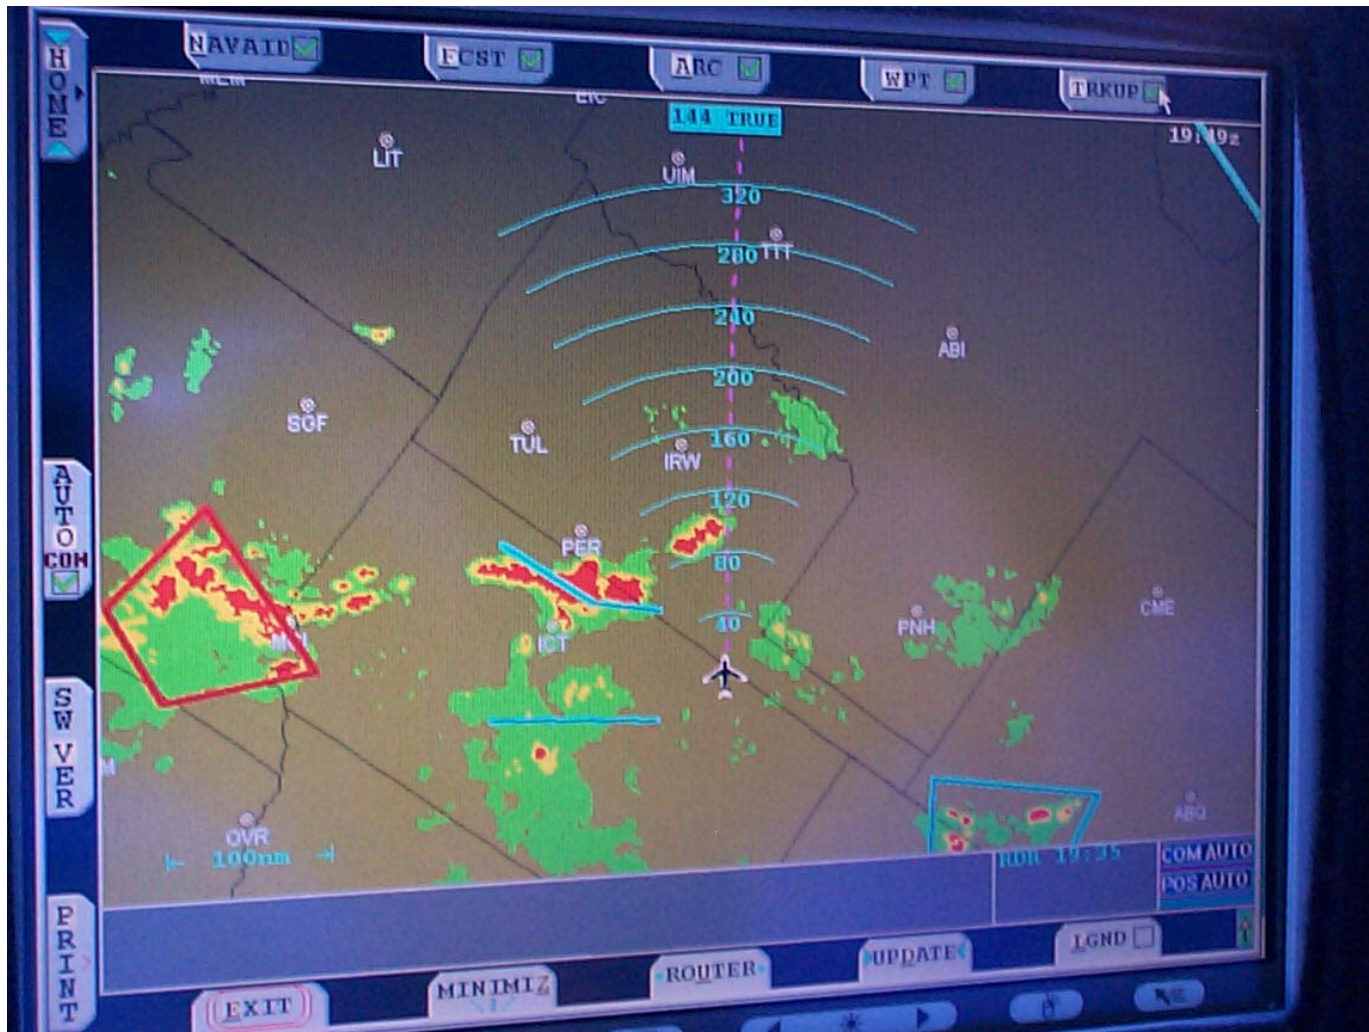 HOME
NAVAID
FCST
ARC
WPT
TRKUP
144 TRUE
19:49z
LIT
UIM
320
TTT
280
240
ABI
200
SGF
TUL
160
IRW
120
AUTO
COM
PER
80
CME
40
PNH
ICT
SW VER
ABQ
OVR
100nm
RDR 19:35
COM AUTO
POS AUTO
PRINT
EXIT
MINIMIZ
ROUTER
UPDATE
LGND